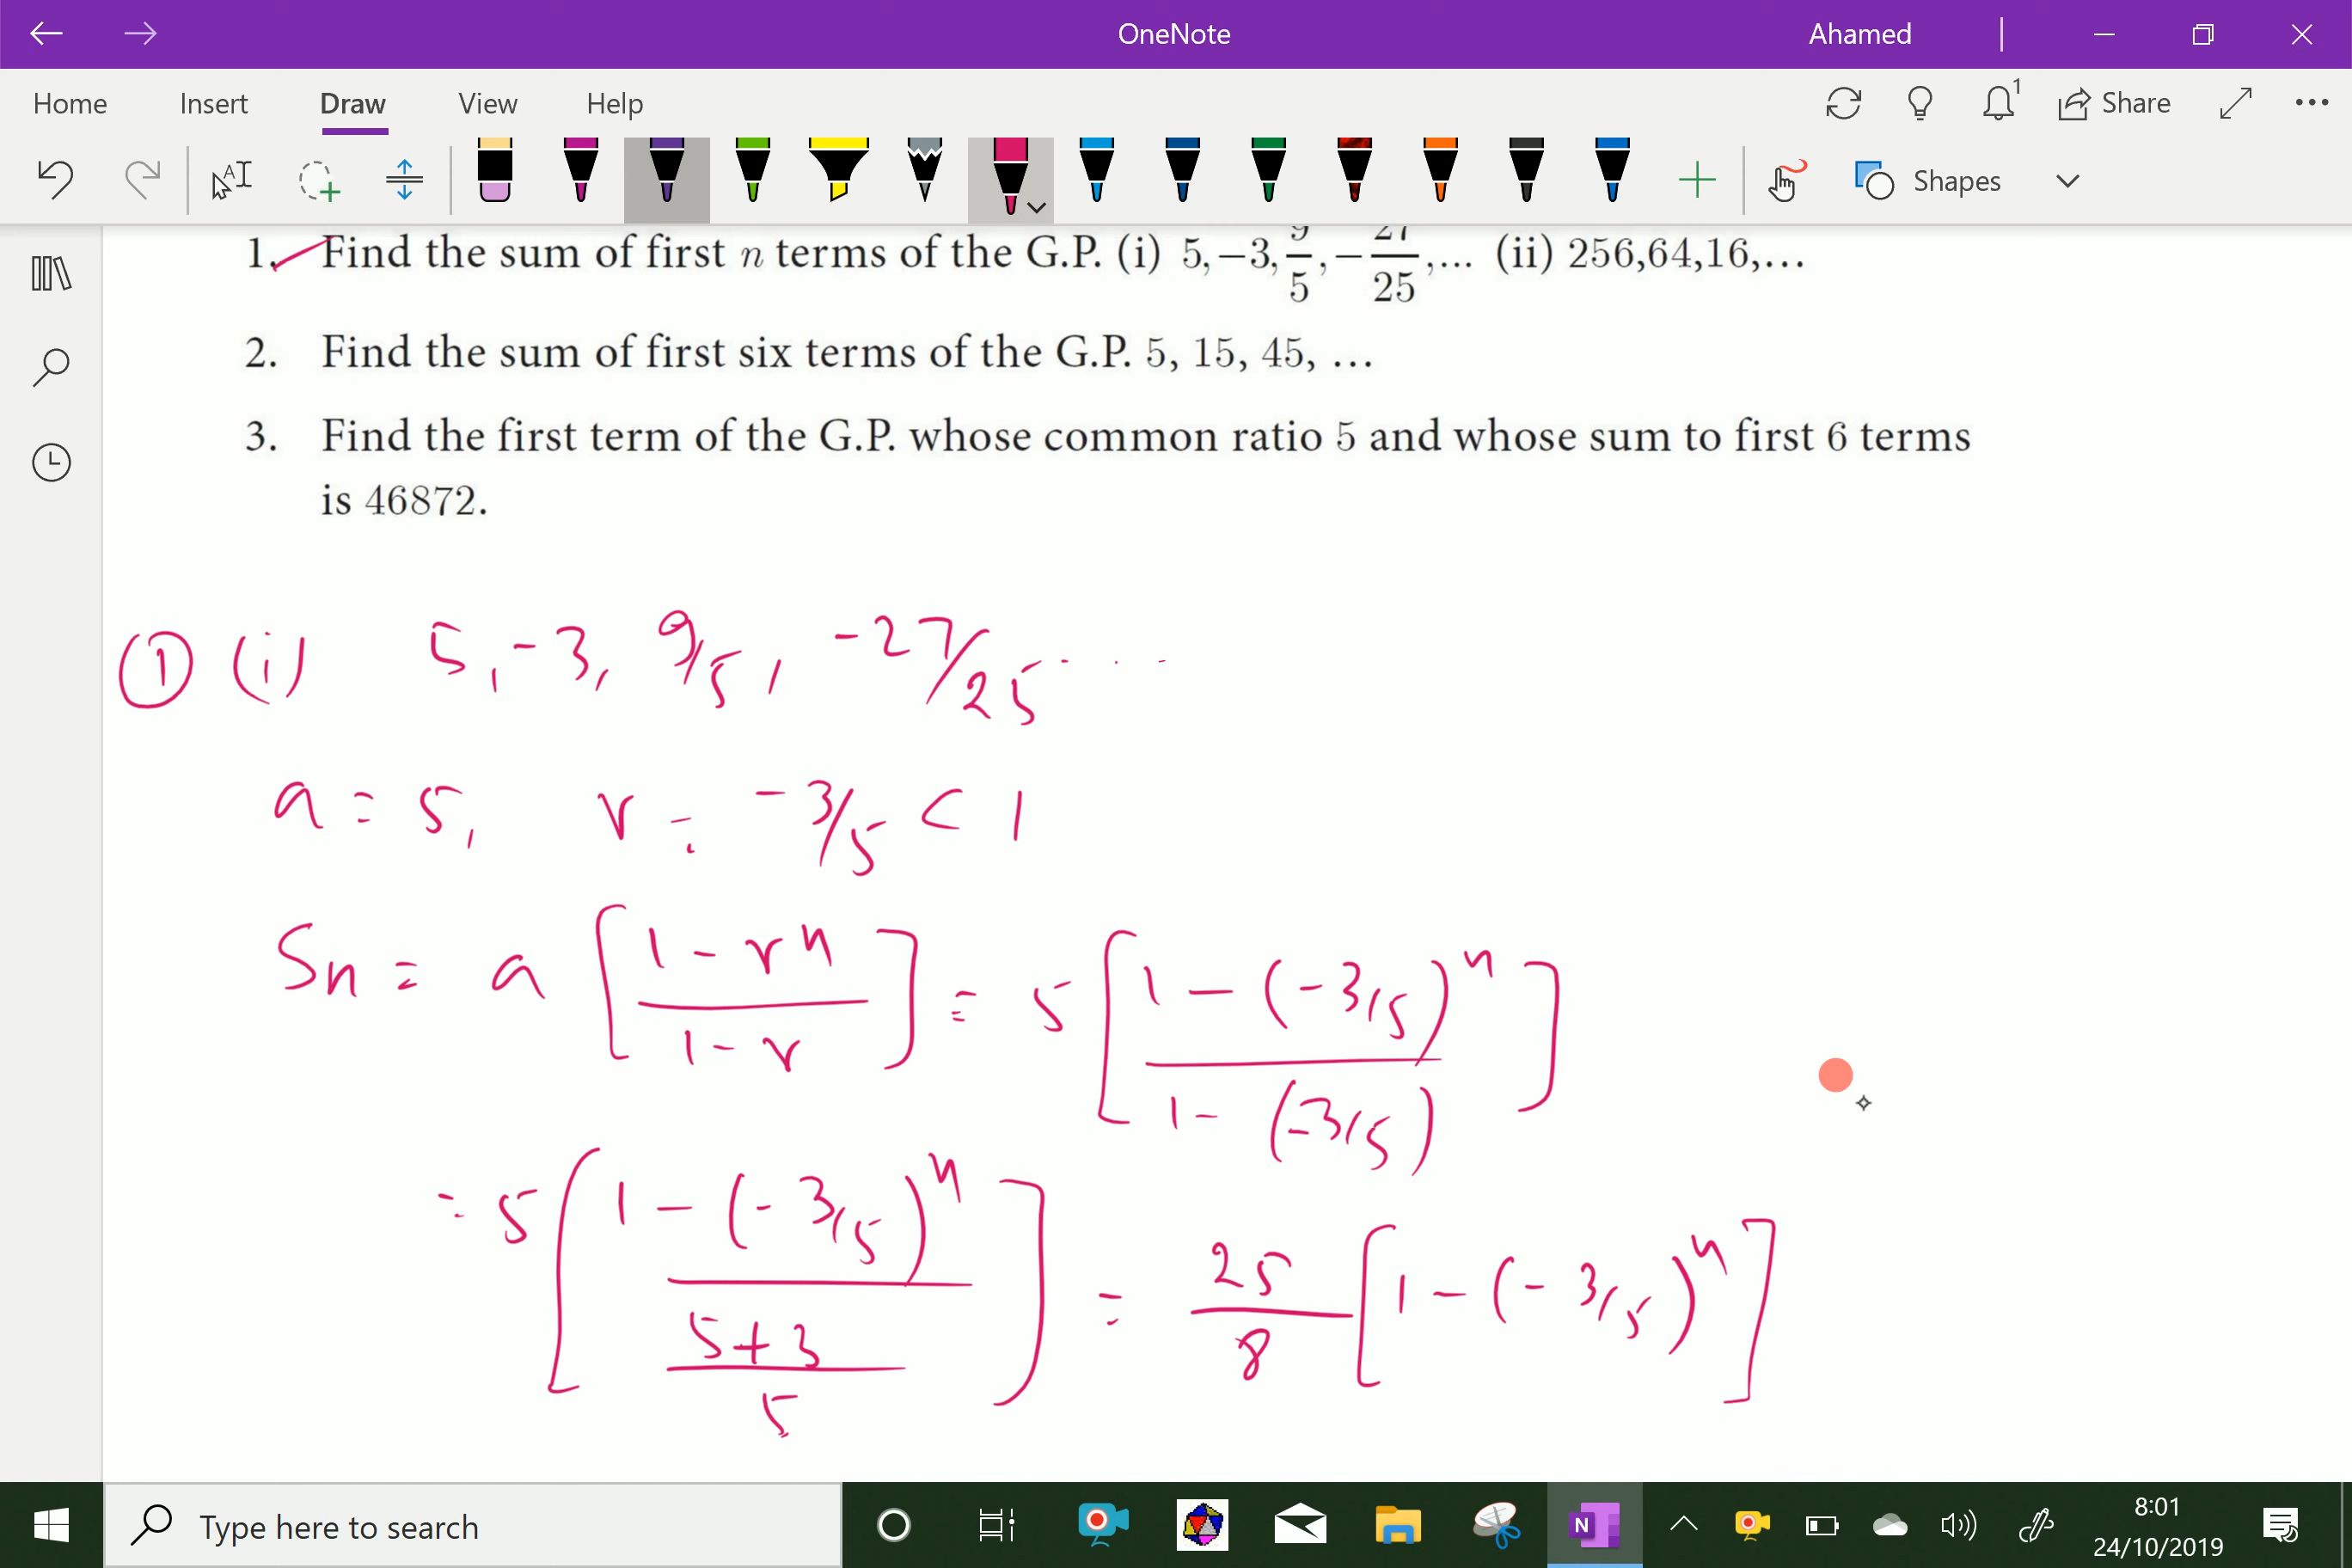 OneNote
Ahamed
Home Insert Draw View Help
1 Share
Shapes
1. Find the sum of first n terms of the G.P. (i) 5,−3,9/5,−27/25,... (ii) 256,64,16,...
2. Find the sum of first six terms of the G.P. 5, 15, 45, ...
3. Find the first term of the G.P. whose common ratio 5 and whose sum to first 6 terms
is 46872.
① (i) 5, -3, 9/5, -27/25 ....
a = 5, r = -3/5 < 1
Sn = a [(1 - r^n)/(1 - r)] = 5 [(1 - (-3/5)^n)/(1 - (-3/5))]
= 5 [(1 - (-3/5)^n)/((5+3)/5)] = 25/8 [1 - (-3/5)^n]
Type here to search
N
8:01
24/10/2019